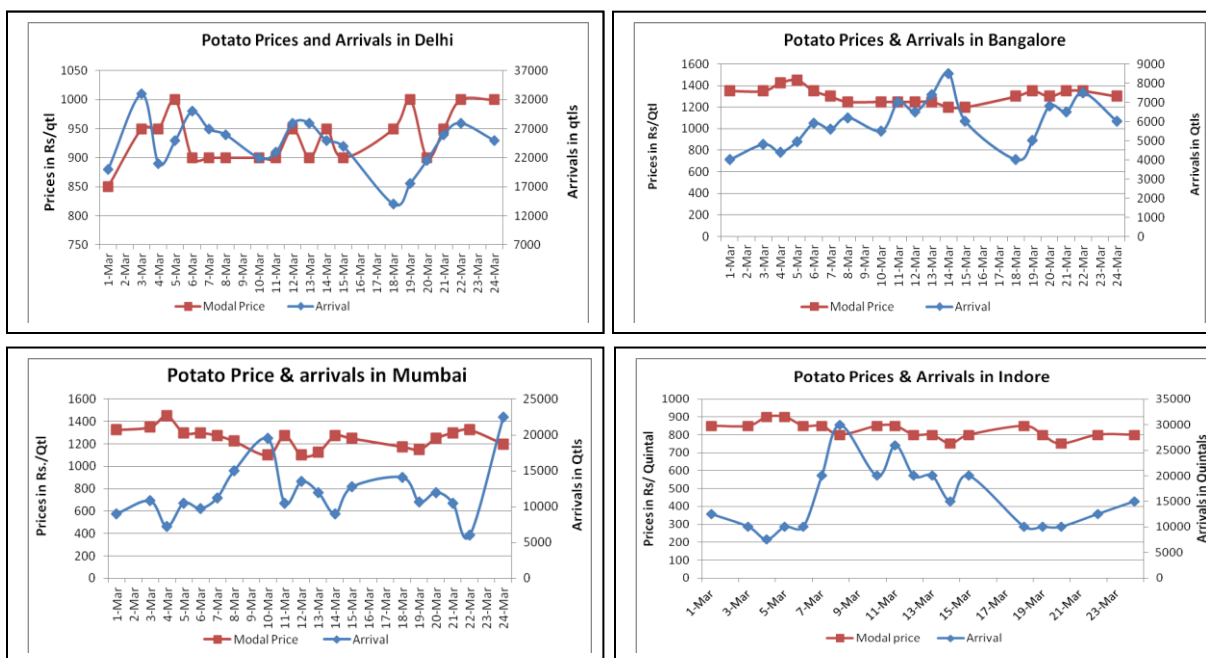 Potato Prices and Arrivals in Delhi
Prices in Rs/qtl
1050
1000
950
900
850
800
750
37000
32000
27000
22000
17000
12000
7000
Arrivals in qtls
1-Mar
2-Mar
3-Mar
4-Mar
5-Mar
6-Mar
7-Mar
8-Mar
9-Mar
10-Mar
11-Mar
12-Mar
13-Mar
14-Mar
15-Mar
16-Mar
17-Mar
18-Mar
19-Mar
20-Mar
21-Mar
22-Mar
23-Mar
24-Mar
Modal Price Arrival
Potato Prices & Arrivals in Bangalore
Prices in Rs/Qtl
1600
1400
1200
1000
800
600
400
200
0
9000
8000
7000
6000
5000
4000
3000
2000
1000
0
Arrivals in Qtls
1-Mar
2-Mar
3-Mar
4-Mar
5-Mar
6-Mar
7-Mar
8-Mar
9-Mar
10-Mar
11-Mar
12-Mar
13-Mar
14-Mar
15-Mar
16-Mar
17-Mar
18-Mar
19-Mar
20-Mar
21-Mar
22-Mar
23-Mar
24-Mar
Modal Price Arrival
Potato Price & arrivals in Mumbai
Prices in Rs,/Qtl
1600
1400
1200
1000
800
600
400
200
0
25000
20000
15000
10000
5000
0
Arrivals in Qtls
1-Mar
2-Mar
3-Mar
4-Mar
5-Mar
6-Mar
7-Mar
8-Mar
9-Mar
10-Mar
11-Mar
12-Mar
13-Mar
14-Mar
15-Mar
16-Mar
17-Mar
18-Mar
19-Mar
20-Mar
21-Mar
22-Mar
23-Mar
24-Mar
Modal Price Arrival
Potato Prices & Arrivals in Indore
Prices in Rs/ Quintal
1000
900
800
700
600
500
400
300
200
100
0
35000
30000
25000
20000
15000
10000
5000
0
Arrivals in Quintals
1-Mar
3-Mar
5-Mar
7-Mar
9-Mar
11-Mar
13-Mar
15-Mar
17-Mar
19-Mar
21-Mar
23-Mar
Modal price Arrival